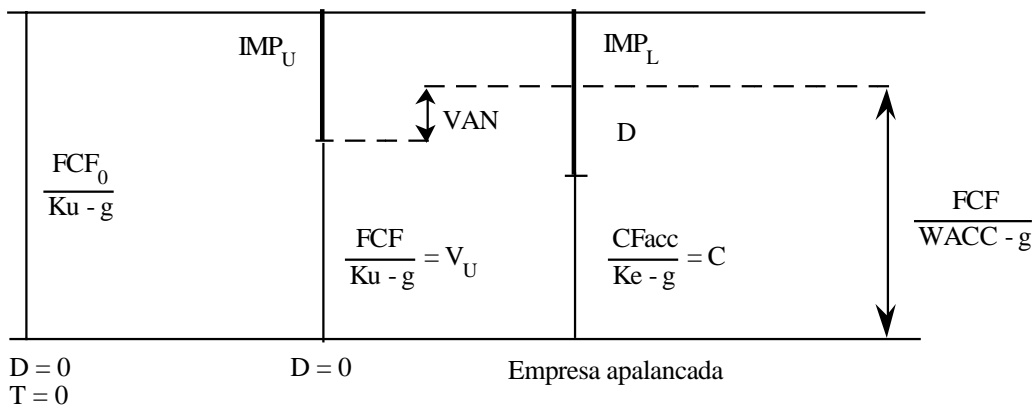 IMP_U
IMP_L
VAN
D
FCF_0
Ku - g
FCF
Ku - g
= V_U
CFacc
Ke - g
= C
FCF
WACC - g
D = 0
T = 0
D = 0
Empresa apalancada